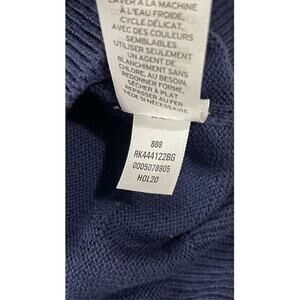 LAVER À LA MACHINE
À L'EAU FROIDE,
CYCLE DÉLICAT,
AVEC DES COULEURS
SEMBLABLES.
UTILISER SEULEMENT
UN AGENT DE
BLANCHIMENT SANS
CHLORE, AU BESOIN.
REDONNER FORME,
SÉCHER À PLAT
REPASSER AU FER
TIÈDE SI NÉCESSAIRE
888
RK444122BG
0005078905
HOL20